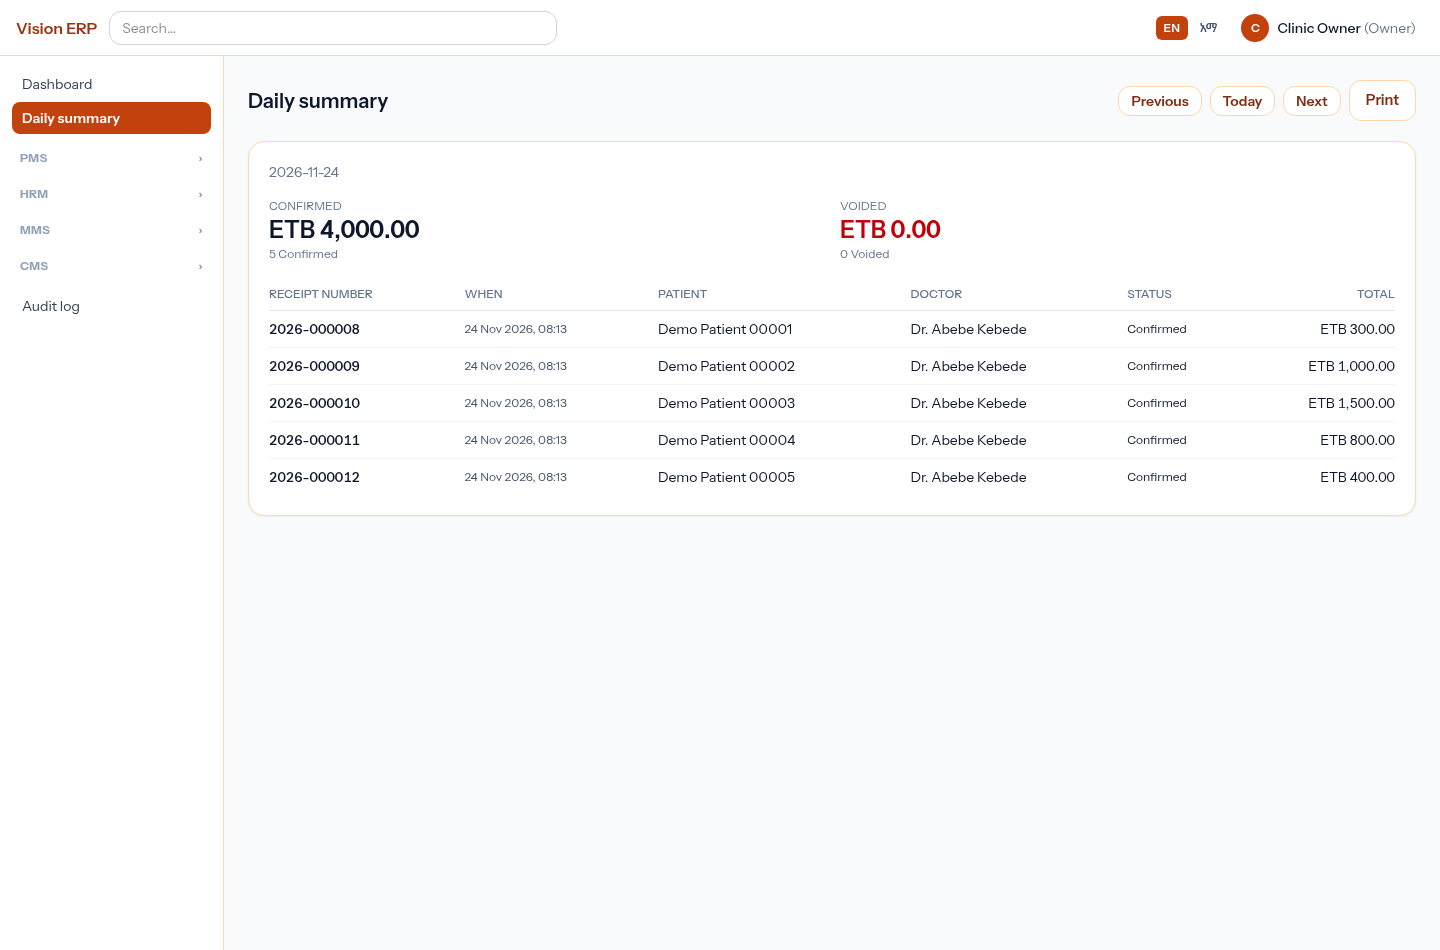 Vision ERP
Search...
EN
አማ
C
Clinic Owner (Owner)
Dashboard
Daily summary
PMS ›
HRM ›
MMS ›
CMS ›
Audit log
Daily summary
Previous
Today
Next
Print
2026-11-24
CONFIRMED
ETB 4,000.00
5 Confirmed
VOIDED
ETB 0.00
0 Voided
RECEIPT NUMBER WHEN PATIENT DOCTOR STATUS TOTAL
2026-000008 24 Nov 2026, 08:13 Demo Patient 00001 Dr. Abebe Kebede Confirmed ETB 300.00
2026-000009 24 Nov 2026, 08:13 Demo Patient 00002 Dr. Abebe Kebede Confirmed ETB 1,000.00
2026-000010 24 Nov 2026, 08:13 Demo Patient 00003 Dr. Abebe Kebede Confirmed ETB 1,500.00
2026-000011 24 Nov 2026, 08:13 Demo Patient 00004 Dr. Abebe Kebede Confirmed ETB 800.00
2026-000012 24 Nov 2026, 08:13 Demo Patient 00005 Dr. Abebe Kebede Confirmed ETB 400.00